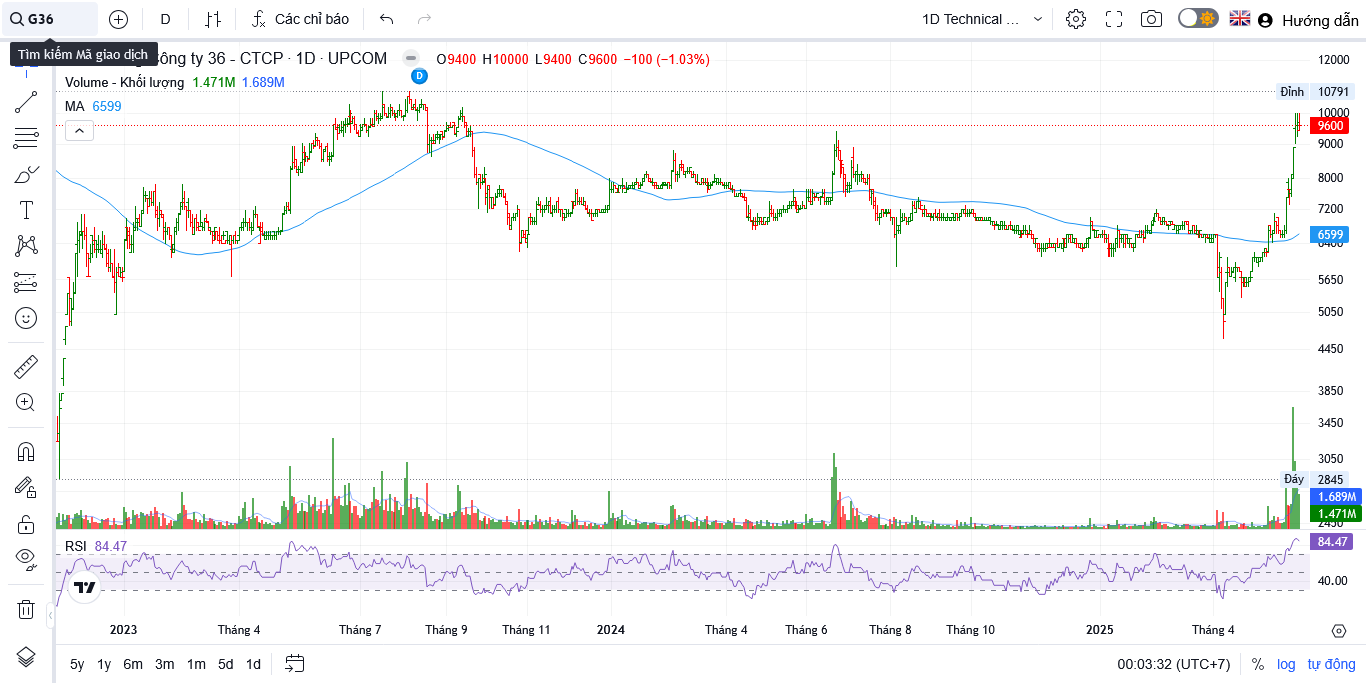 G36
D
Các chỉ báo
1D Technical ...
Hướng dẫn
Tìm kiếm Mã giao dịch
ông ty 36 - CTCP · 1D · UPCOM
O9400 H10000 L9400 C9600 −100 (−1.03%)
D
Volume - Khối lượng 1.471M 1.689M
MA 6599
12000
Đỉnh 10791
10000
9600
9000
8000
7200
6599
6400
5650
5050
4450
3850
3450
3050
Đáy 2845
1.689M
1.471M
2450
RSI 84.47
84.47
40.00
2023 Tháng 4 Tháng 7 Tháng 9 Tháng 11 2024 Tháng 4 Tháng 6 Tháng 8 Tháng 10 2025 Tháng 4
5y 1y 6m 3m 1m 5d 1d
00:03:32 (UTC+7) % log tự động